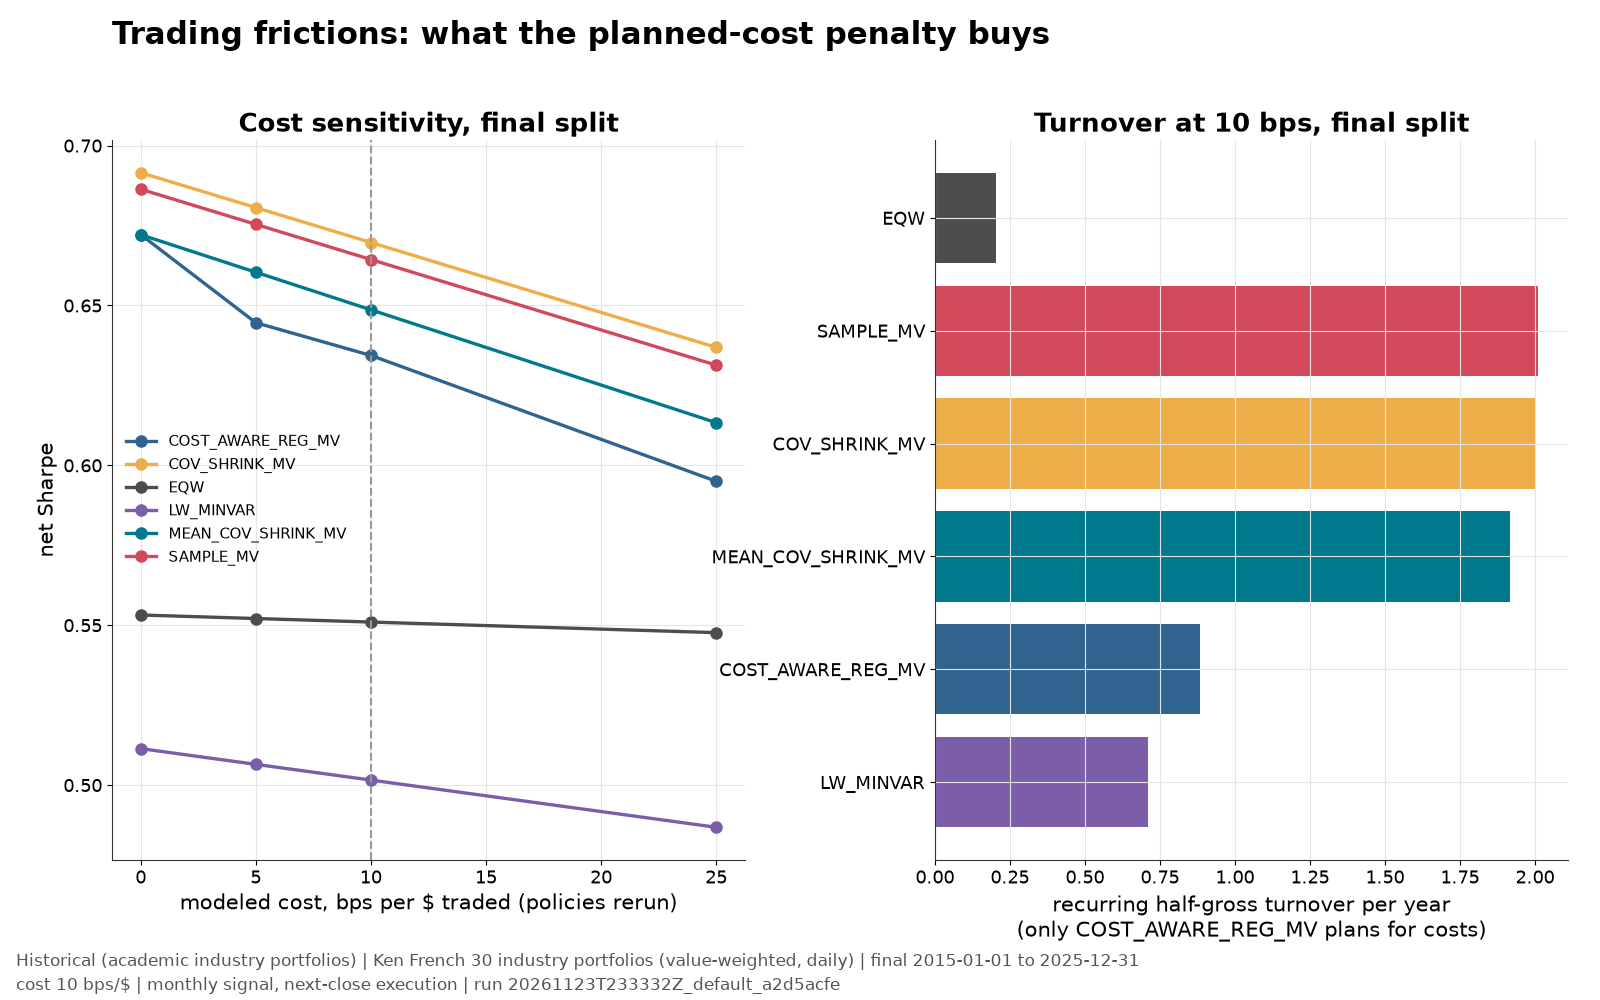 Trading frictions: what the planned-cost penalty buys
Cost sensitivity, final split
0.70
0.65
0.60
0.55
0.50
net Sharpe
COST_AWARE_REG_MV
COV_SHRINK_MV
EQW
LW_MINVAR
MEAN_COV_SHRINK_MV
SAMPLE_MV
0 5 10 15 20 25
modeled cost, bps per $ traded (policies rerun)
Turnover at 10 bps, final split
EQW
SAMPLE_MV
COV_SHRINK_MV
MEAN_COV_SHRINK_MV
COST_AWARE_REG_MV
LW_MINVAR
0.00 0.25 0.50 0.75 1.00 1.25 1.50 1.75 2.00
recurring half-gross turnover per year
(only COST_AWARE_REG_MV plans for costs)
Historical (academic industry portfolios) | Ken French 30 industry portfolios (value-weighted, daily) | final 2015-01-01 to 2025-12-31
cost 10 bps/$ | monthly signal, next-close execution | run 20261123T233332Z_default_a2d5acfe